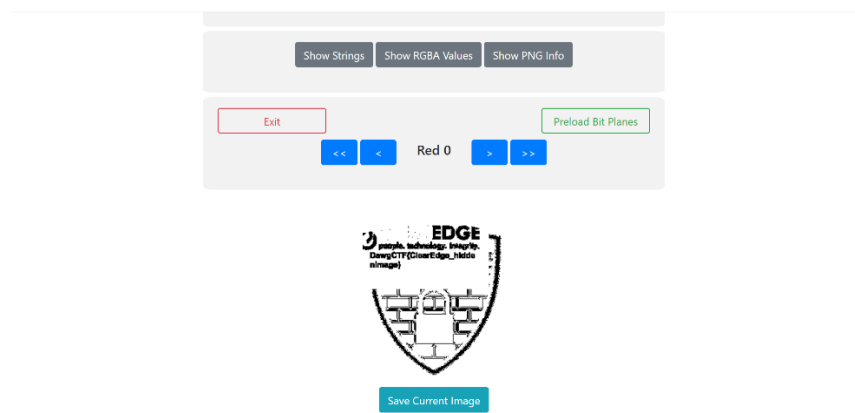 Show Strings Show RGBA Values Show PNG Info
Exit Preload Bit Planes
<< < Red 0 > >>
EDGE
people. technology. integrity.
DawgCTF{ClearEdge_hidde
nimage}
Save Current Image